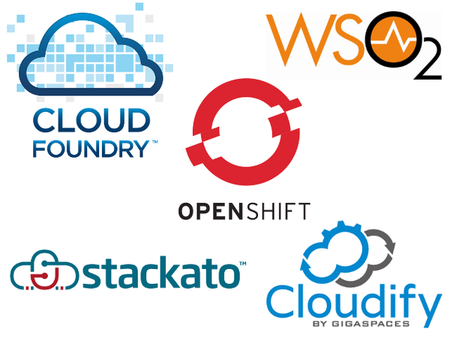 CLOUD
FOUNDRY™
WSO2
OPENSHIFT
stackato™
Cloudify
BY GIGASPACES